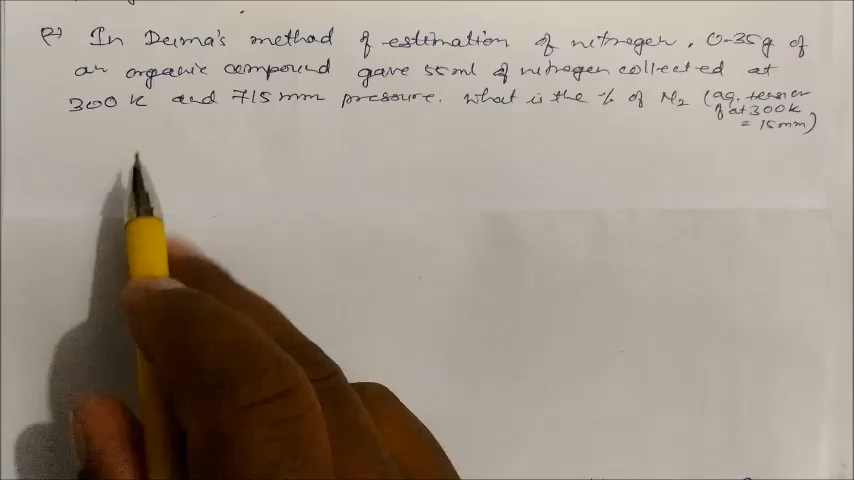 Q) In Duma's method of estimation of nitrogen. 0.35g of
an organic compound gave 55ml of nitrogen collected at
300 K and 715 mm pressure. What is the % of N2 (aq. tension
of at 300K
= 15mm)